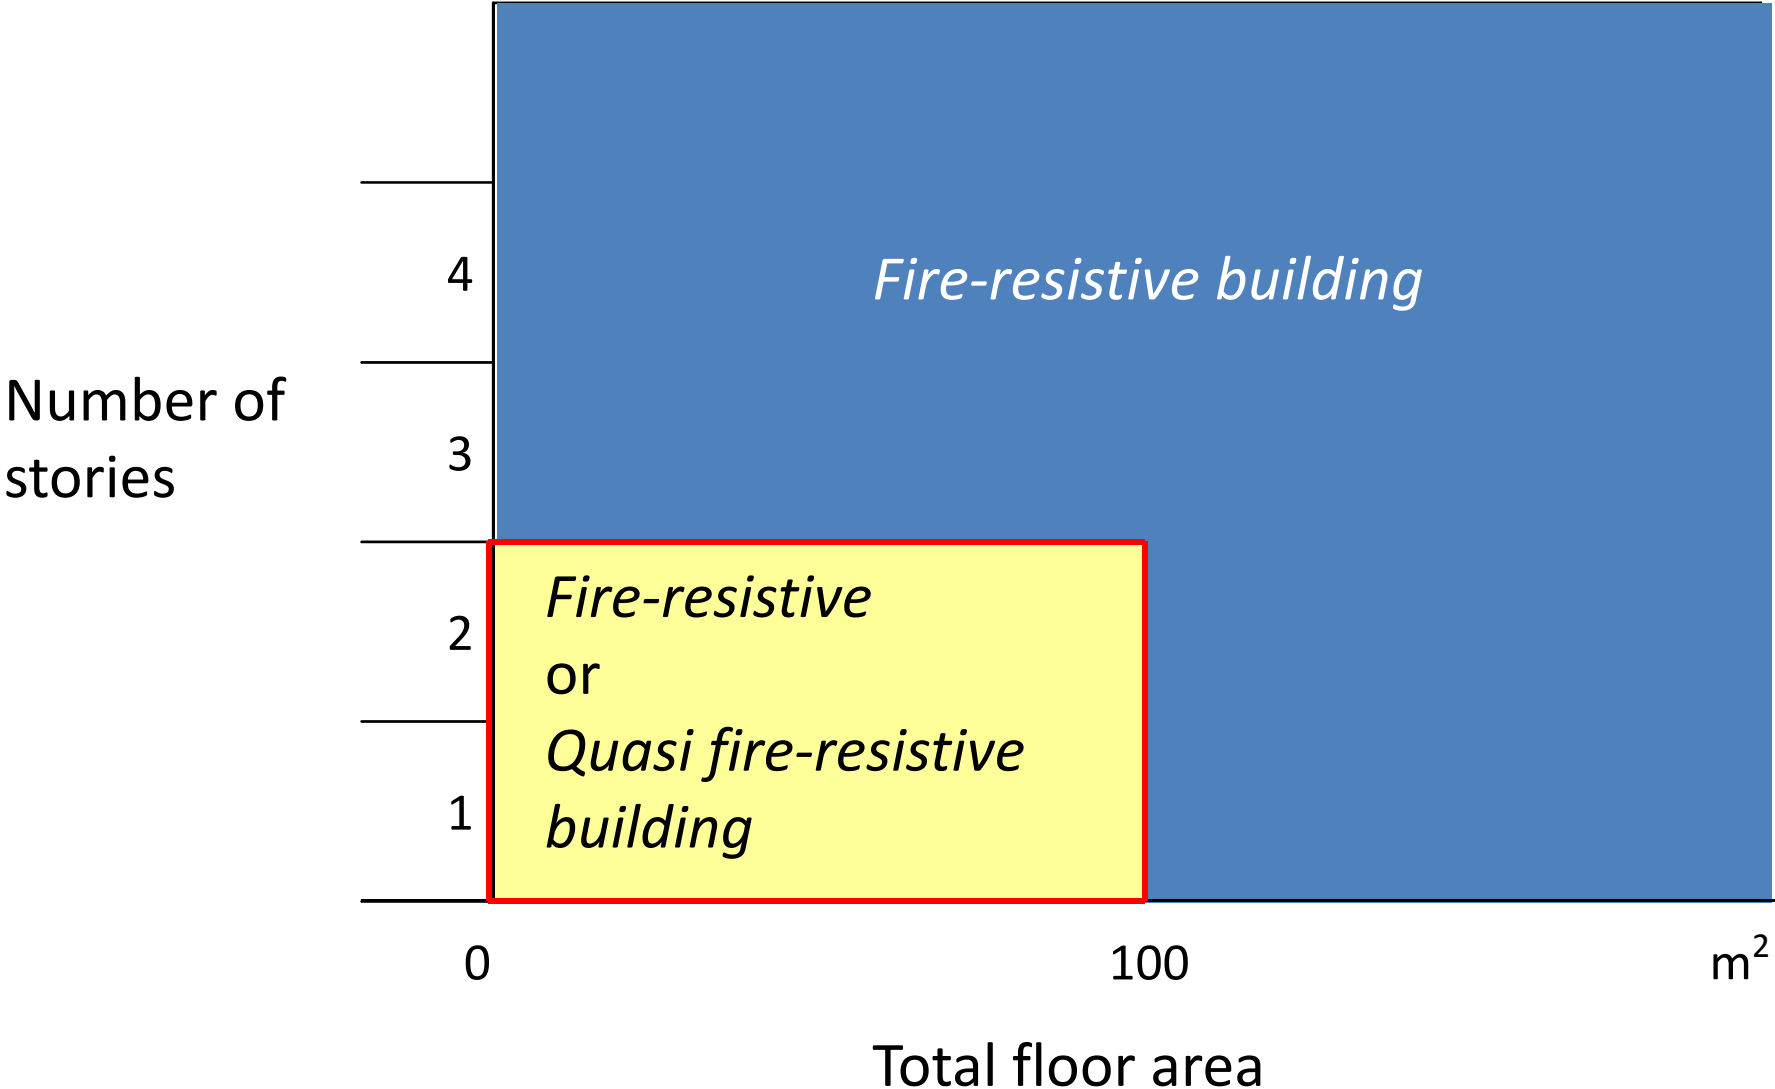 4
Fire-resistive building
Number of
stories
3
Fire-resistive
2
or
Quasi fire-resistive
1
building
0
100
m²
Total floor area